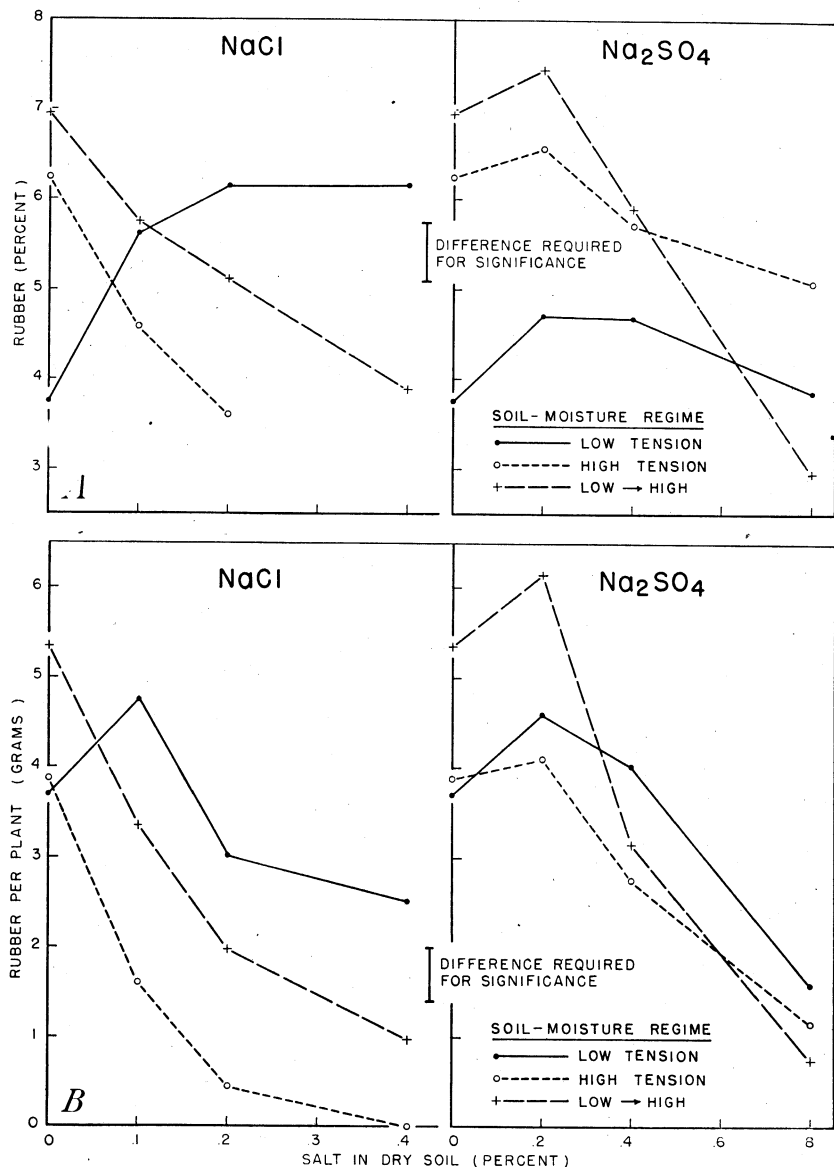 8
7
6
5
4
3
RUBBER (PERCENT)
NaCl
Na2SO4
DIFFERENCE REQUIRED
FOR SIGNIFICANCE
SOIL-MOISTURE REGIME
LOW TENSION
HIGH TENSION
LOW → HIGH
A
6
5
4
3
2
1
0
RUBBER PER PLANT (GRAMS)
NaCl
Na2SO4
DIFFERENCE REQUIRED
FOR SIGNIFICANCE
SOIL-MOISTURE REGIME
LOW TENSION
HIGH TENSION
LOW → HIGH
B
0 .1 .2 .3 .4 0 .2 .4 .6 .8
SALT IN DRY SOIL (PERCENT)